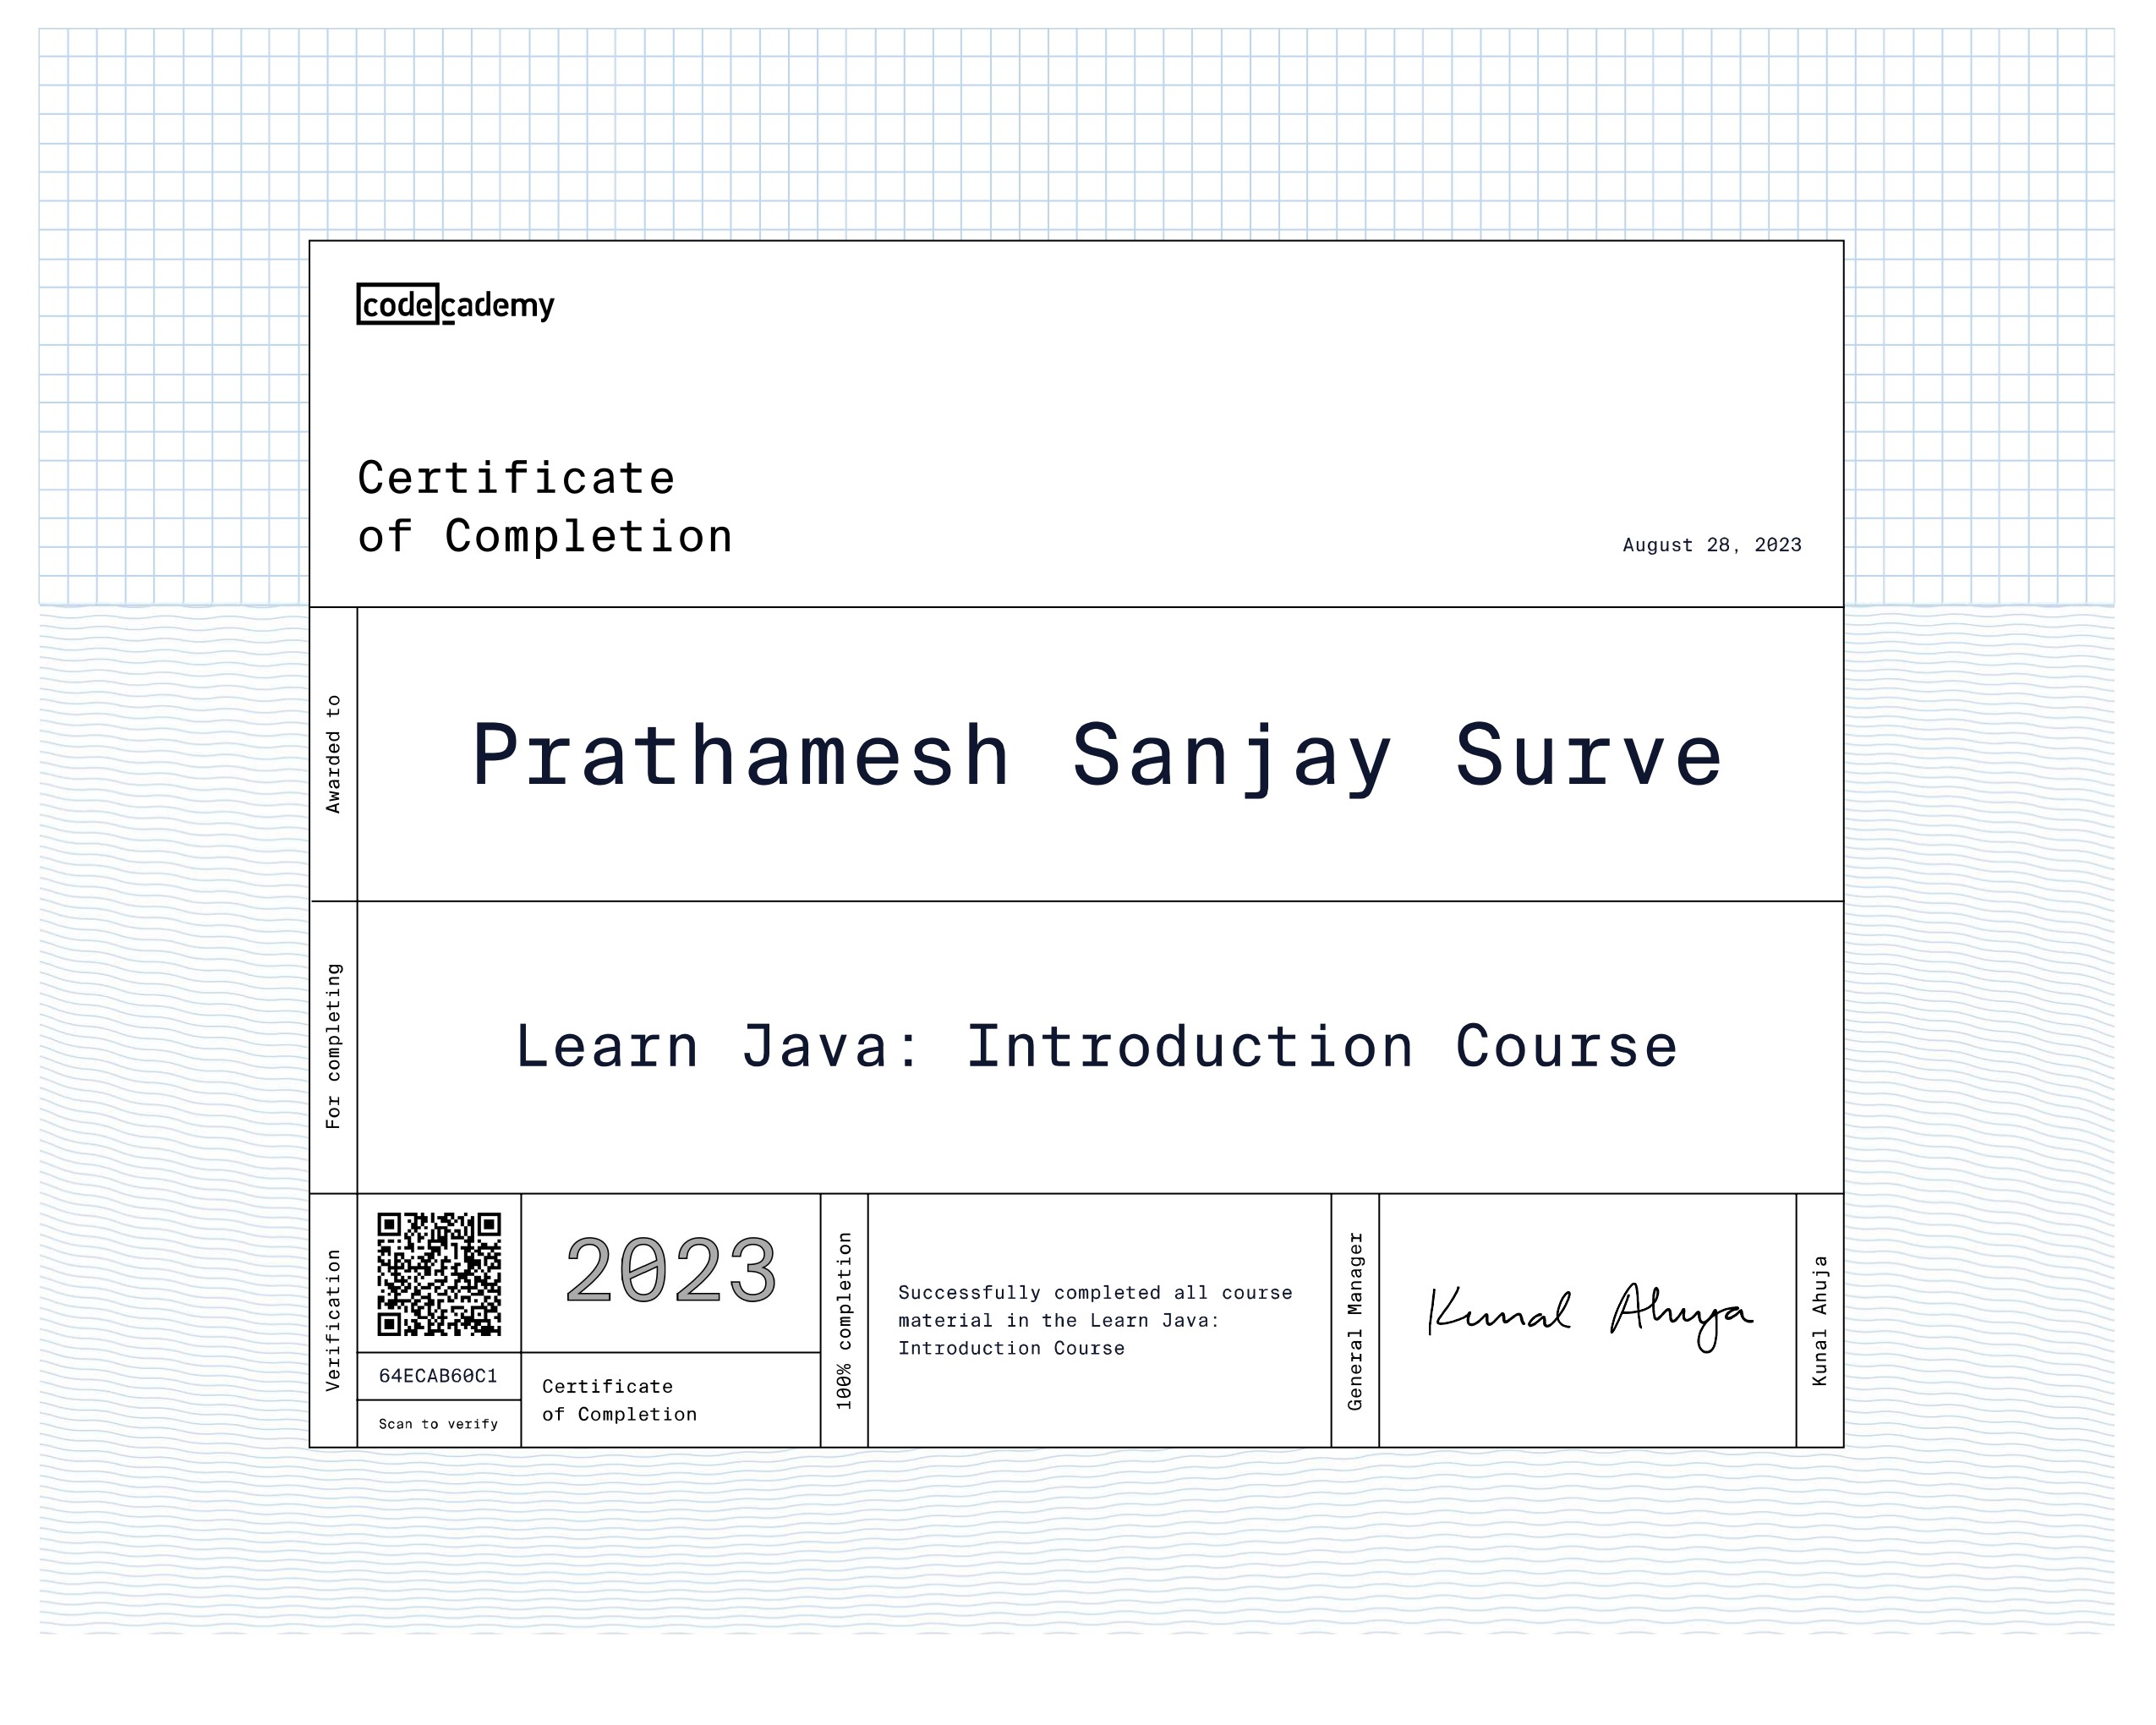 codecademy
Certificate
of Completion
August 28, 2023
Awarded to
Prathamesh Sanjay Surve
For completing
Learn Java: Introduction Course
Verification
64ECAB60C1
Scan to verify
2023
Certificate
of Completion
100% completion
Successfully completed all course
material in the Learn Java:
Introduction Course
General Manager
Kunal Ahuja
Kunal Ahuja